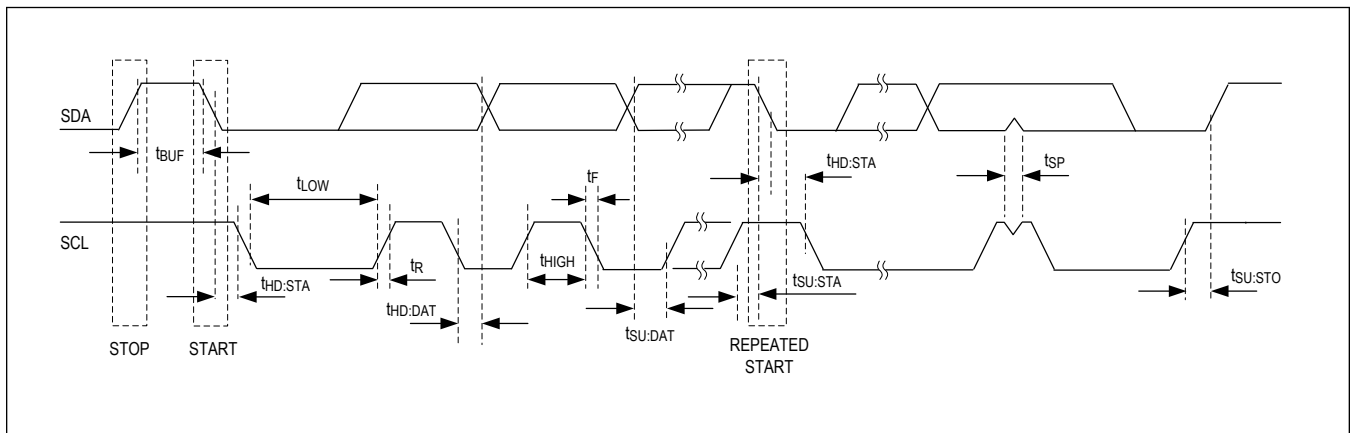 SDA
tBUF
tLOW
tF
tHD:STA
tSP
SCL
tHD:STA
tR
tHIGH
tHD:DAT
tSU:DAT
tSU:STA
tSU:STO
STOP
START
REPEATED
START